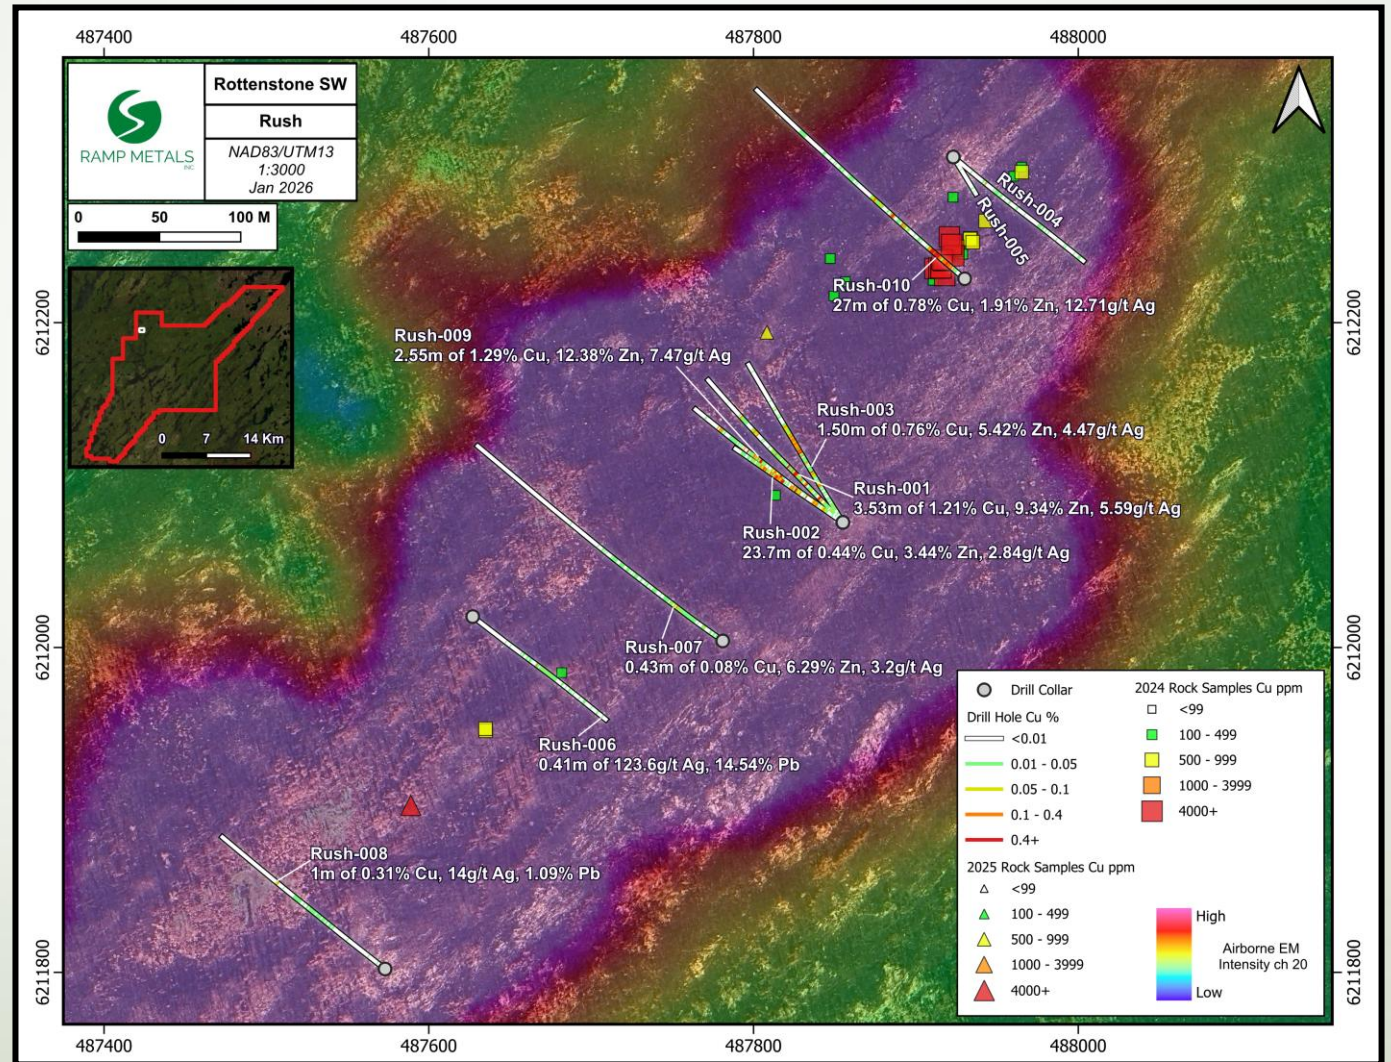 487400
487600
487800
488000
RAMP METALS
INC
Rottenstone SW
Rush
NAD83/UTM13
1:3000
Jan 2026
0 50 100 M
0 7 14 Km
6212200
6212000
6211800
6212200
6212000
6211800
Rush-004
Rush-005
Rush-010
27m of 0.78% Cu, 1.91% Zn, 12.71g/t Ag
Rush-009
2.55m of 1.29% Cu, 12.38% Zn, 7.47g/t Ag
Rush-003
1.50m of 0.76% Cu, 5.42% Zn, 4.47g/t Ag
Rush-001
3.53m of 1.21% Cu, 9.34% Zn, 5.59g/t Ag
Rush-002
23.7m of 0.44% Cu, 3.44% Zn, 2.84g/t Ag
Rush-007
0.43m of 0.08% Cu, 6.29% Zn, 3.2g/t Ag
Rush-006
0.41m of 123.6g/t Ag, 14.54% Pb
Rush-008
1m of 0.31% Cu, 14g/t Ag, 1.09% Pb
Drill Collar
Drill Hole Cu %
<0.01
0.01 - 0.05
0.05 - 0.1
0.1 - 0.4
0.4+
2024 Rock Samples Cu ppm
<99
100 - 499
500 - 999
1000 - 3999
4000+
2025 Rock Samples Cu ppm
<99
100 - 499
500 - 999
1000 - 3999
4000+
High
Airborne EM
Intensity ch 20
Low
487400
487600
487800
488000